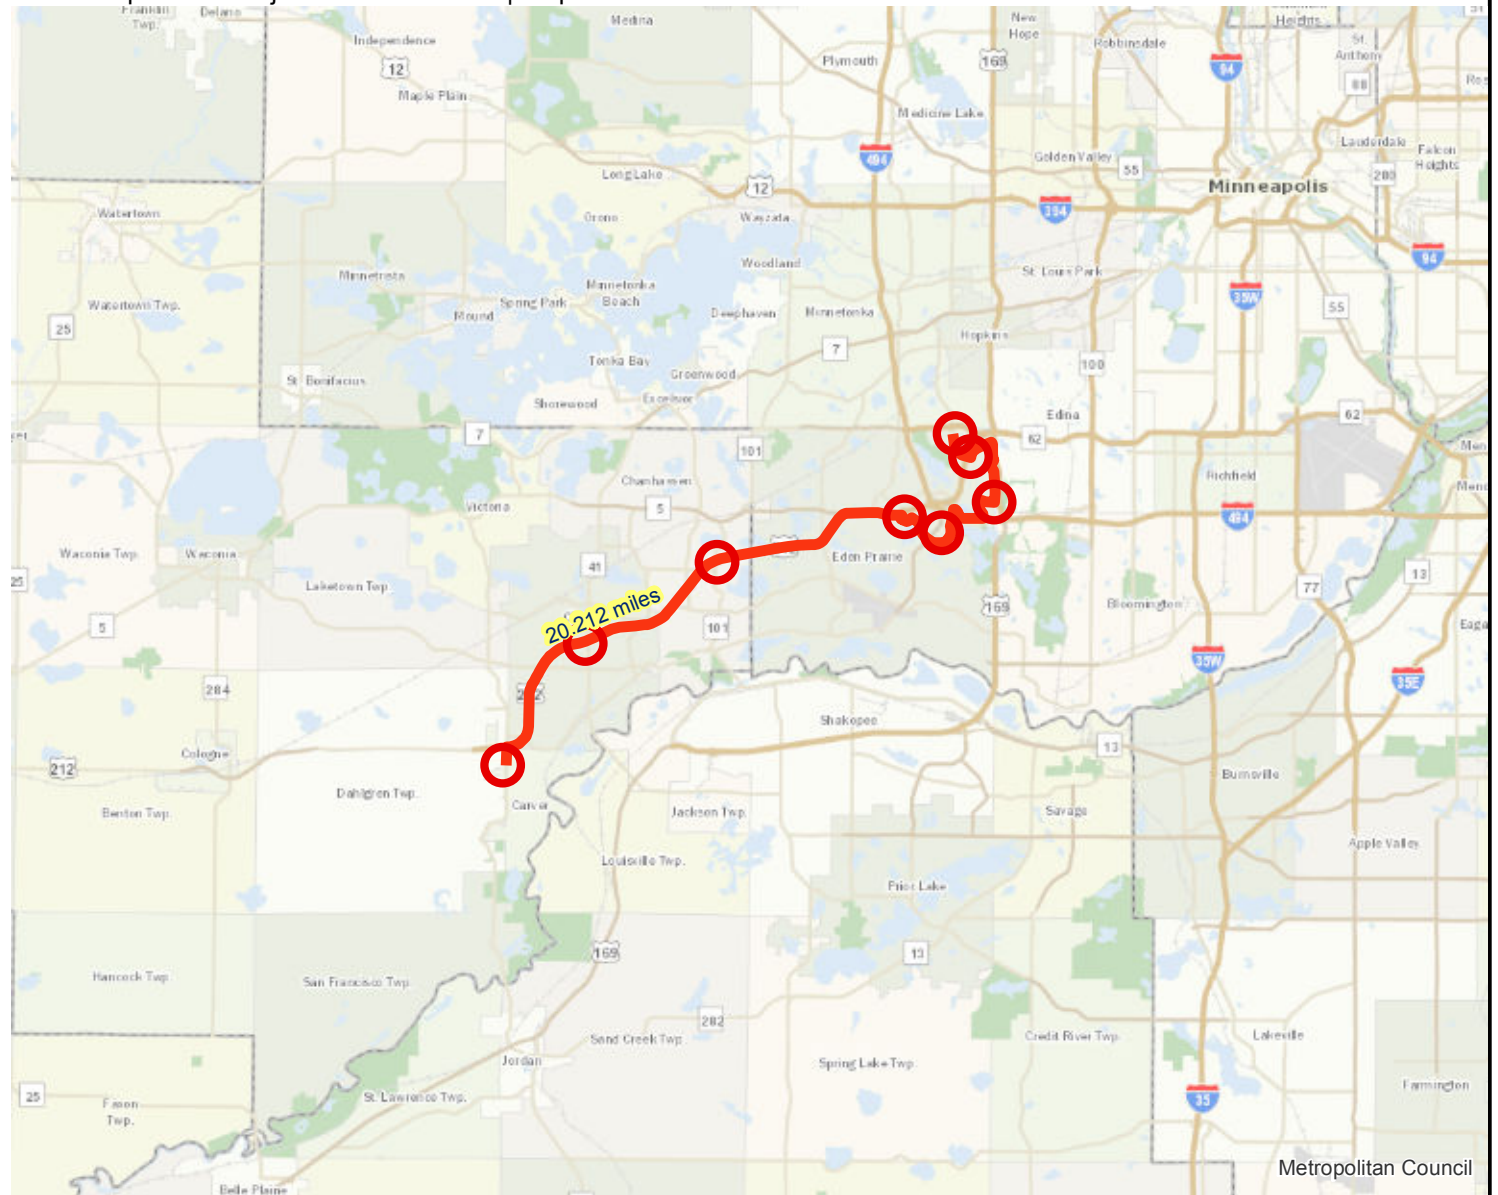 Franklin
Twp.
Delano
Medina
New
Hope
Heights
Independence
12
Maple Plain
Plymouth
169
Robbinsdale
94
St.
Anthony
88
Medicine Lake
Lauderdale
Falcon
Heights
494
Golden Valley
55
280
Long Lake
12
Minneapolis
Watertown
Orono
Wayzata
394
94
Woodland
Minnetrista
St. Louis Park
Minnetonka
Beach
Spring Park
35W
Watertown Twp.
25
Mound
Deephaven
Minnetonka
55
Hopkins
7
Tonka Bay
Greenwood
100
St. Bonifacius
Shorewood
Excelsior
Edina
62
7
101
62
Chanhassen
Richfield
Victoria
5
494
Waconia Twp.
Waconia
41
Eden Prairie
25
Laketown Twp.
77
13
20.212 miles
169
Bloomington
5
101
Eaga
35W
284
35E
212
Shakopee
13
Cologne
212
Burnsville
Dahlgren Twp.
Carver
Benton Twp.
Jackson Twp.
Savage
Apple Valley
Louisville Twp.
Prior Lake
169
13
Hancock Twp.
San Francisco Twp.
282
Sand Creek Twp.
Credit River Twp.
Lakeville
Jordan
Spring Lake Twp.
Farmington
25
Faxon
Twp.
St. Lawrence Twp.
35
Metropolitan Council
Belle Plaine